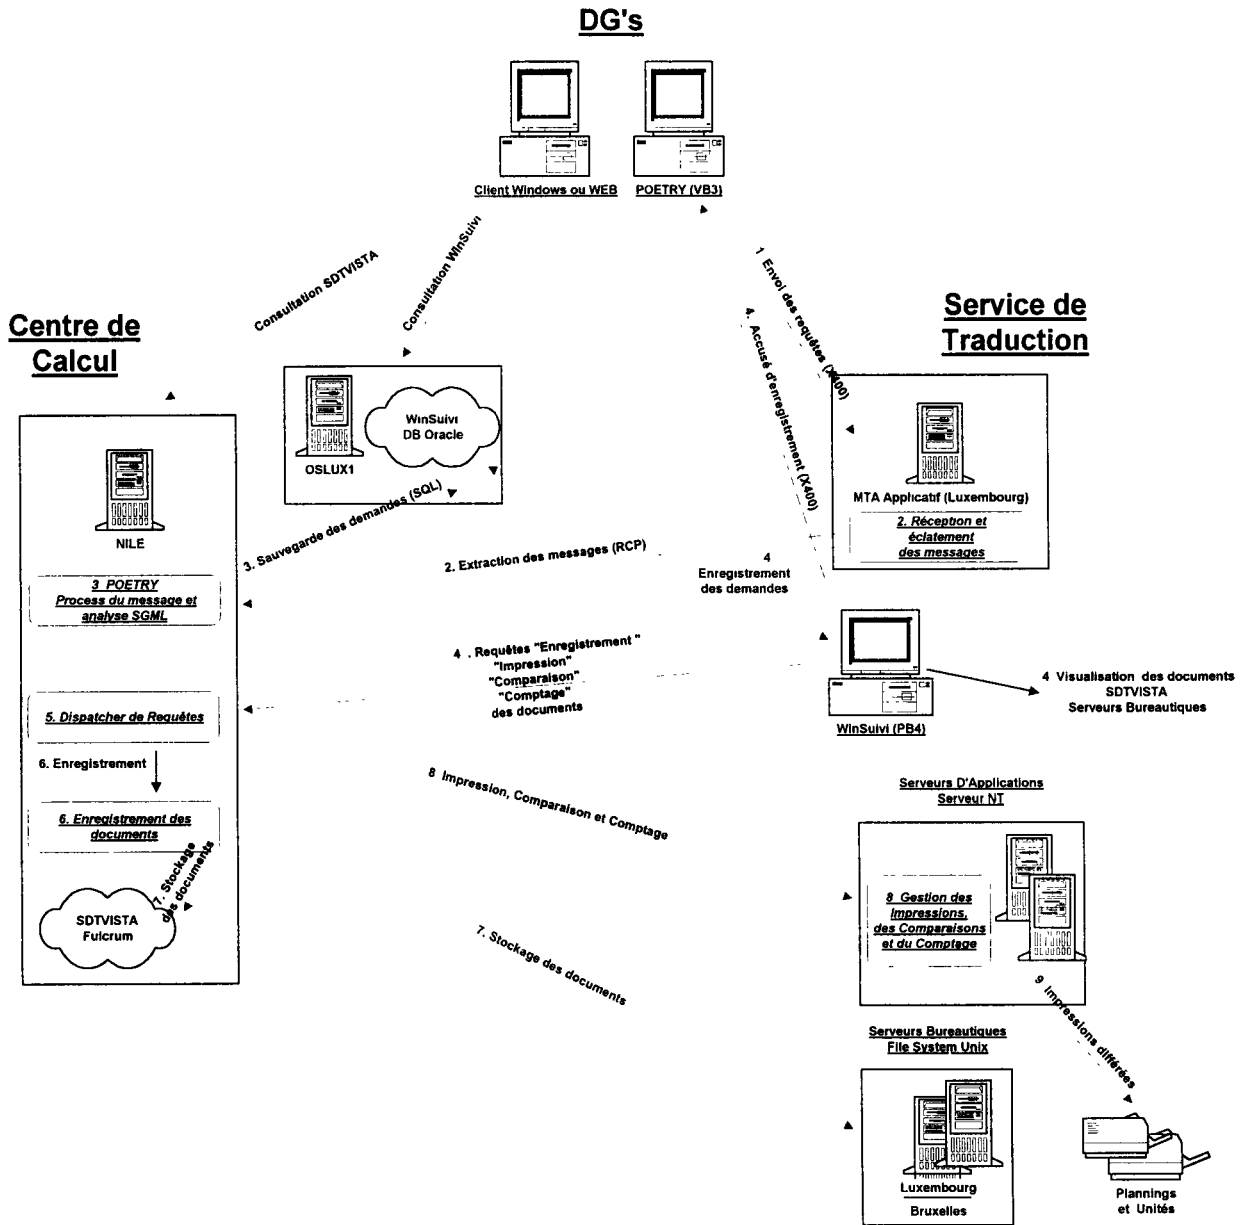 DG's
Client Windows ou WEB
POETRY (VB3)
Consultation SDTVISTA
Consultation WinSuivi
1 Envoi des requêtes (X400)
4. Accusé d'enregistrement (X400)
Centre de
Calcul
Service de
Traduction
OSLUX1
WinSuivi
DB Oracle
MTA Applicatif (Luxembourg)
2. Réception et
éclatement
des messages
NILE
3. Sauvegarde des demandes (SQL)
2. Extraction des messages (RCP)
4
Enregistrement
des demandes
3 POETRY
Process du message et
analyse SGML
4 . Requêtes "Enregistrement "
"Impression"
"Comparaison"
"Comptage"
des documents
WinSuivi (PB4)
4 Visualisation des documents
SDTVISTA
Serveurs Bureautiques
5. Dispatcher de Requêtes
6. Enregistrement
6. Enregistrement des
documents
7. Stockage
des documents
SDTVISTA
Fulcrum
8 Impression, Comparaison et Comptage
7. Stockage des documents
Serveurs D'Applications
Serveur NT
8 Gestion des
Impressions,
des Comparaisons
et du Comptage
9 Impressions différées
Serveurs Bureautiques
File System Unix
Luxembourg
Bruxelles
Plannings
et Unités